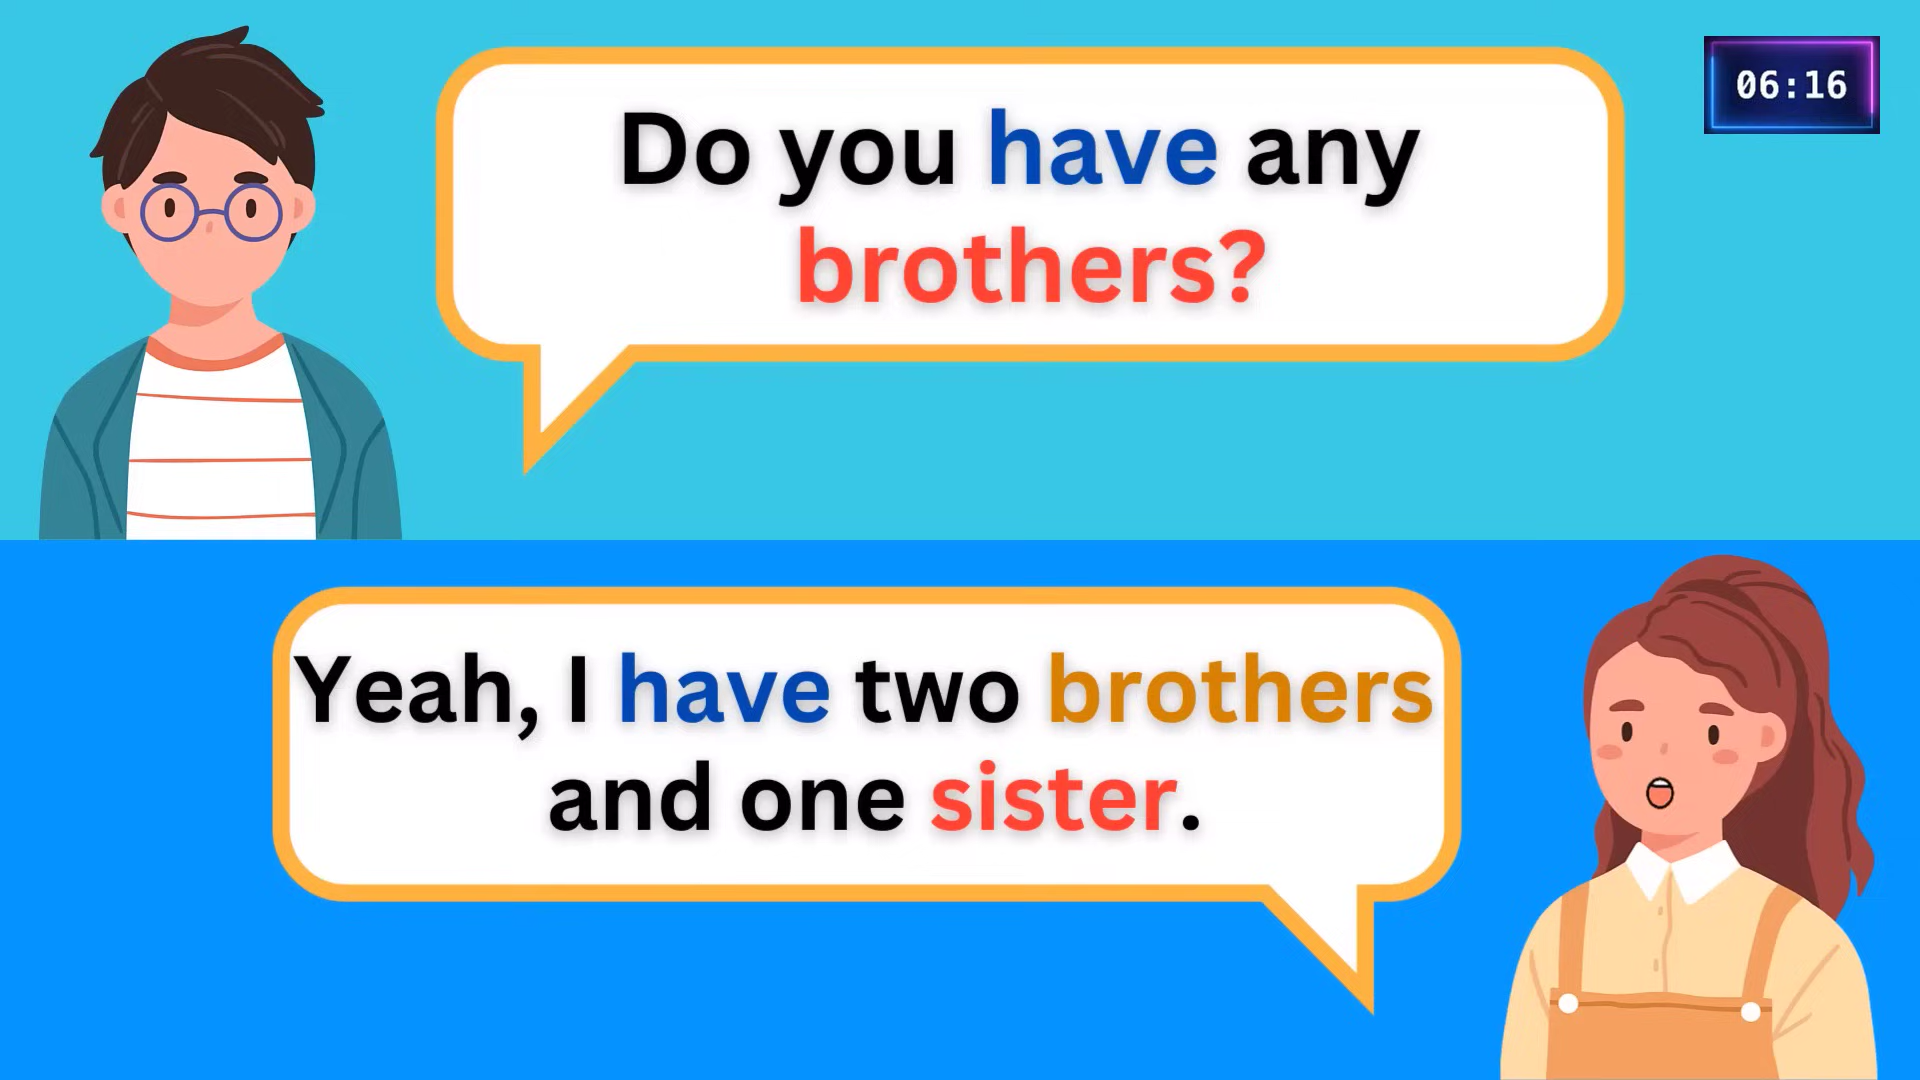 Do you have any
brothers?
06:16
Yeah, I have two brothers
and one sister.